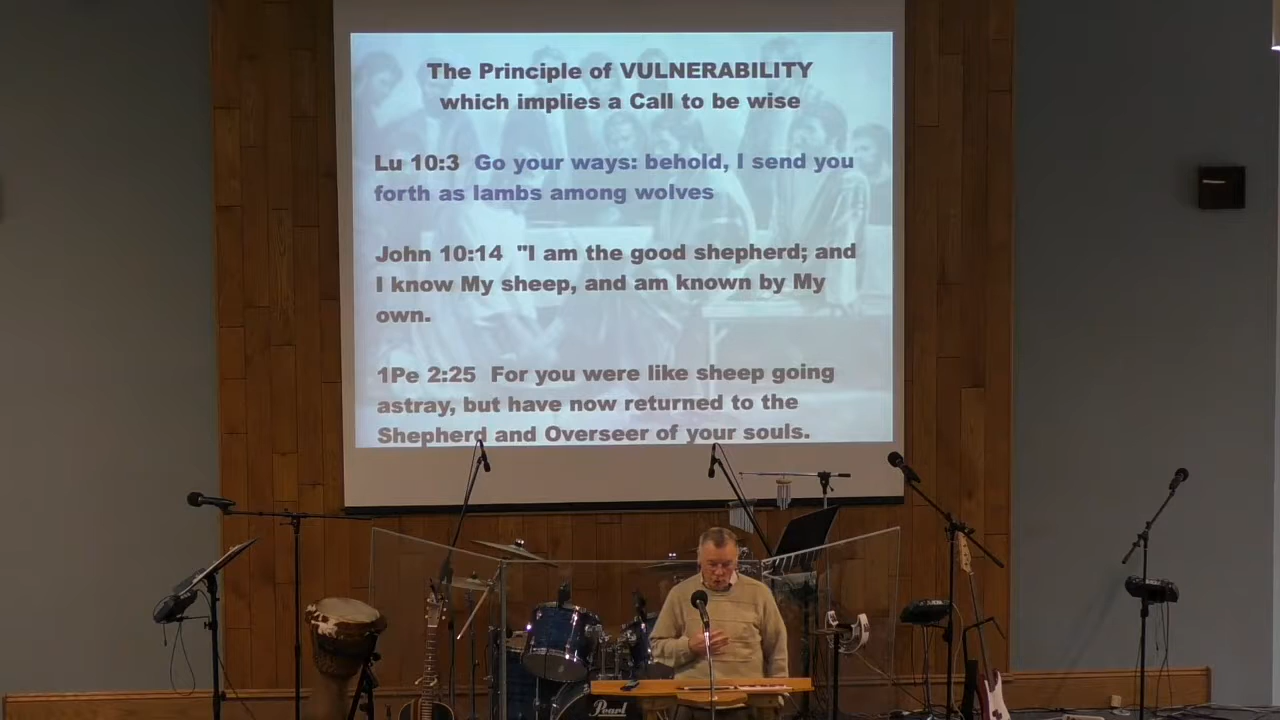 The Principle of VULNERABILITY
which implies a Call to be wise
Lu 10:3 Go your ways: behold, I send you
forth as lambs among wolves
John 10:14 "I am the good shepherd; and
I know My sheep, and am known by My
own.
1Pe 2:25 For you were like sheep going
astray, but have now returned to the
Shepherd and Overseer of your souls.
Pearl